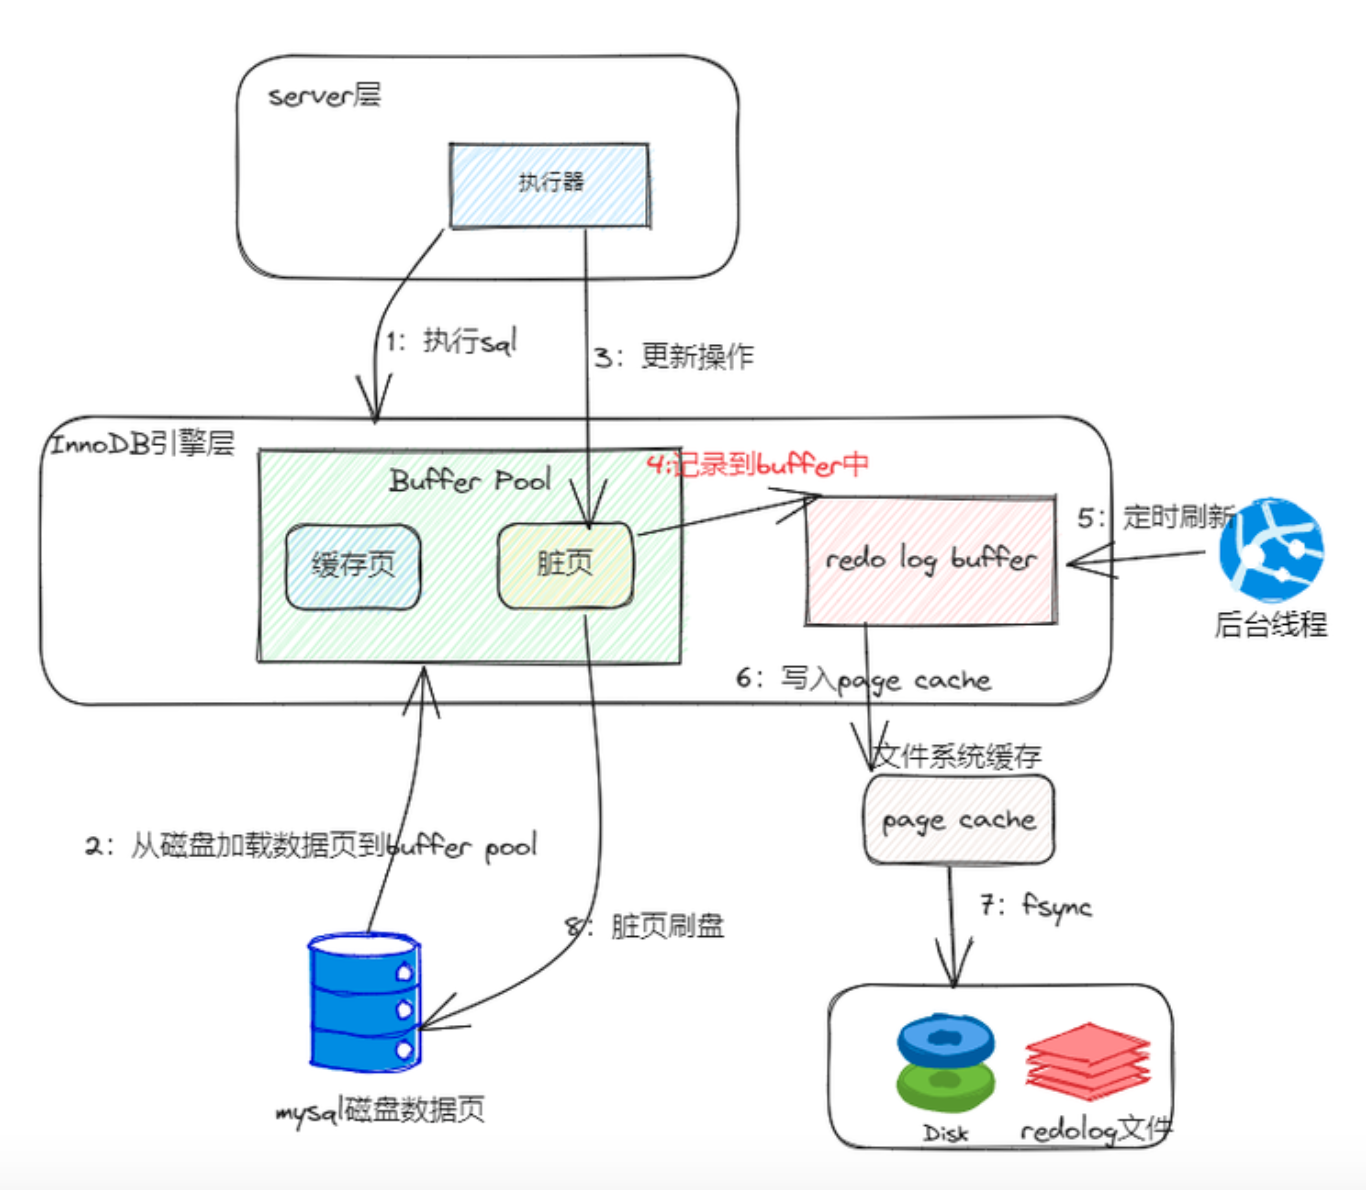 server层
执行器
1：执行sql
3：更新操作
InnoDB引擎层
Buffer Pool
4:记录到buffer中
缓存页
脏页
redo log buffer
5：定时刷新
后台线程
6：写入page cache
文件系统缓存
page cache
2：从磁盘加载数据页到buffer pool
7：fsync
8：脏页刷盘
mysql磁盘数据页
Disk
redolog文件